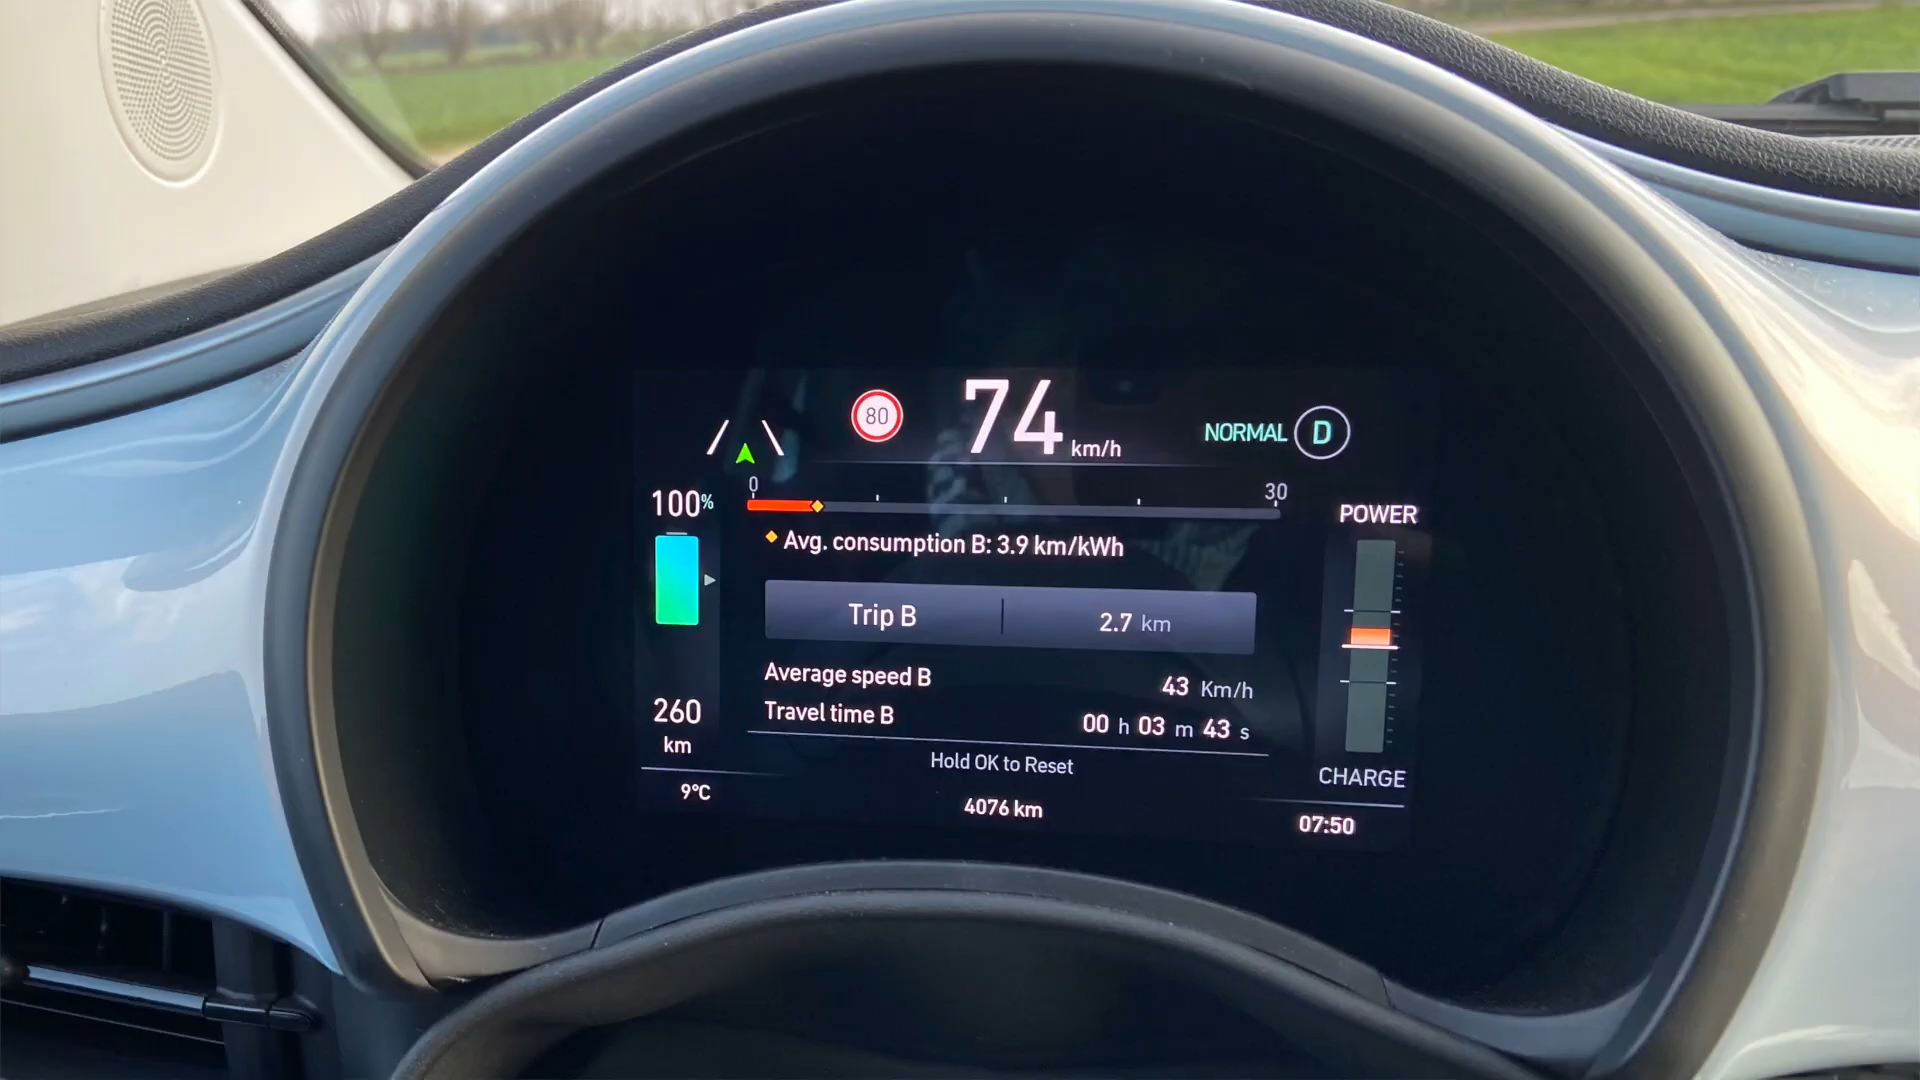 80
74 km/h
NORMAL D
100%
0
30
POWER
Avg. consumption B: 3.9 km/kWh
Trip B 2.7 km
Average speed B 43 Km/h
Travel time B 00 h 03 m 43 s
260
km
Hold OK to Reset
CHARGE
9°C
4076 km
07:50